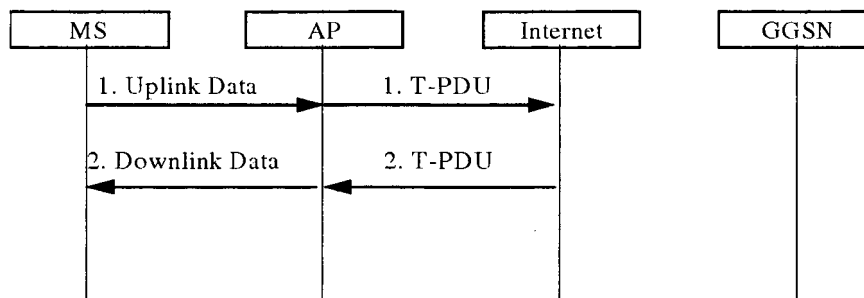 MS AP Internet GGSN
1. Uplink Data 1. T-PDU
2. Downlink Data 2. T-PDU